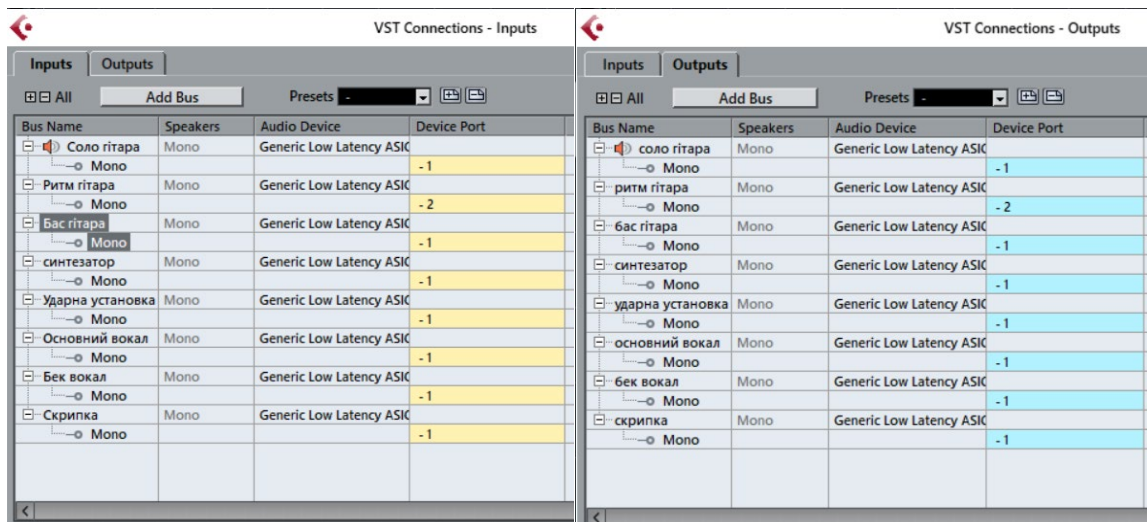 VST Connections - Inputs
Inputs Outputs
All Add Bus Presets -
Bus Name Speakers Audio Device Device Port
Соло гітара Mono Generic Low Latency ASIC
Mono - 1
Ритм гітара Mono Generic Low Latency ASIC
Mono - 2
Бас гітара Mono Generic Low Latency ASIC
Mono - 1
синтезатор Mono Generic Low Latency ASIC
Mono - 1
Ударна установка Mono Generic Low Latency ASIC
Mono - 1
Основний вокал Mono Generic Low Latency ASIC
Mono - 1
Бек вокал Mono Generic Low Latency ASIC
Mono - 1
Скрипка Mono Generic Low Latency ASIC
Mono - 1
VST Connections - Outputs
Inputs Outputs
All Add Bus Presets -
Bus Name Speakers Audio Device Device Port
соло гітара Mono Generic Low Latency ASIC
Mono - 1
ритм гітара Mono Generic Low Latency ASIC
Mono - 2
бас гітара Mono Generic Low Latency ASIC
Mono - 1
синтезатор Mono Generic Low Latency ASIC
Mono - 1
ударна установка Mono Generic Low Latency ASIC
Mono - 1
основний вокал Mono Generic Low Latency ASIC
Mono - 1
бек вокал Mono Generic Low Latency ASIC
Mono - 1
скрипка Mono Generic Low Latency ASIC
Mono - 1